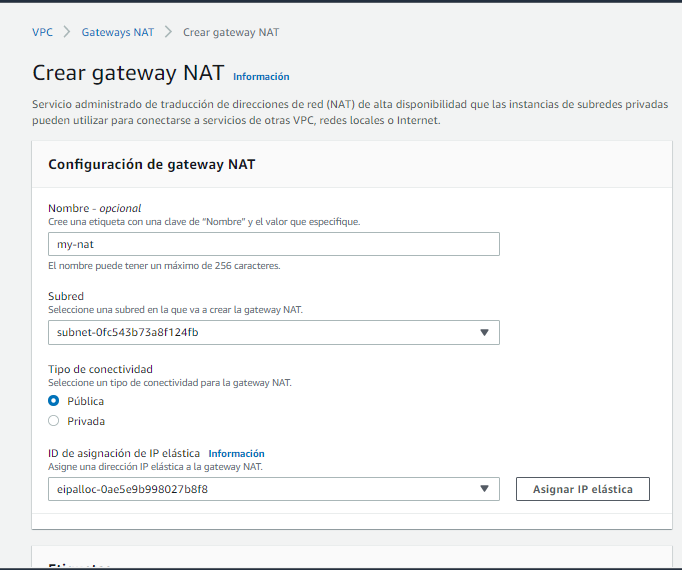 VPC > Gateways NAT > Crear gateway NAT
Crear gateway NAT Información
Servicio administrado de traducción de direcciones de red (NAT) de alta disponibilidad que las instancias de subredes privadas
pueden utilizar para conectarse a servicios de otras VPC, redes locales o Internet.
Configuración de gateway NAT
Nombre - opcional
Cree una etiqueta con una clave de "Nombre" y el valor que especifique.
my-nat
El nombre puede tener un máximo de 256 caracteres.
Subred
Seleccione una subred en la que va a crear la gateway NAT.
subnet-0fc543b73a8f124fb
Tipo de conectividad
Seleccione un tipo de conectividad para la gateway NAT.
Pública
Privada
ID de asignación de IP elástica Información
Asigne una dirección IP elástica a la gateway NAT.
eipalloc-0ae5e9b998027b8f8 Asignar IP elástica
Etiquetas